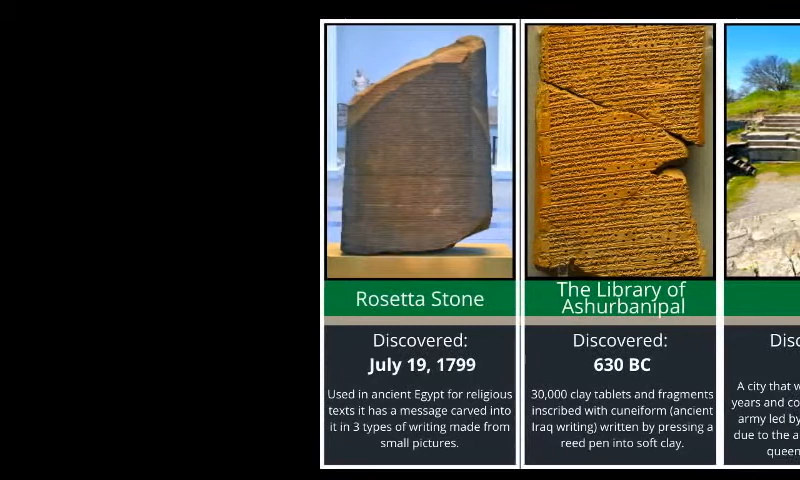 Rosetta Stone
Discovered:
July 19, 1799
Used in ancient Egypt for religious
texts it has a message carved into
it in 3 types of writing made from
small pictures.
The Library of
Ashurbanipal
Discovered:
630 BC
30,000 clay tablets and fragments
inscribed with cuneiform (ancient
Iraq writing) written by pressing a
reed pen into soft clay.
Disc
A city that w
years and co
army led by
due to the a
queen